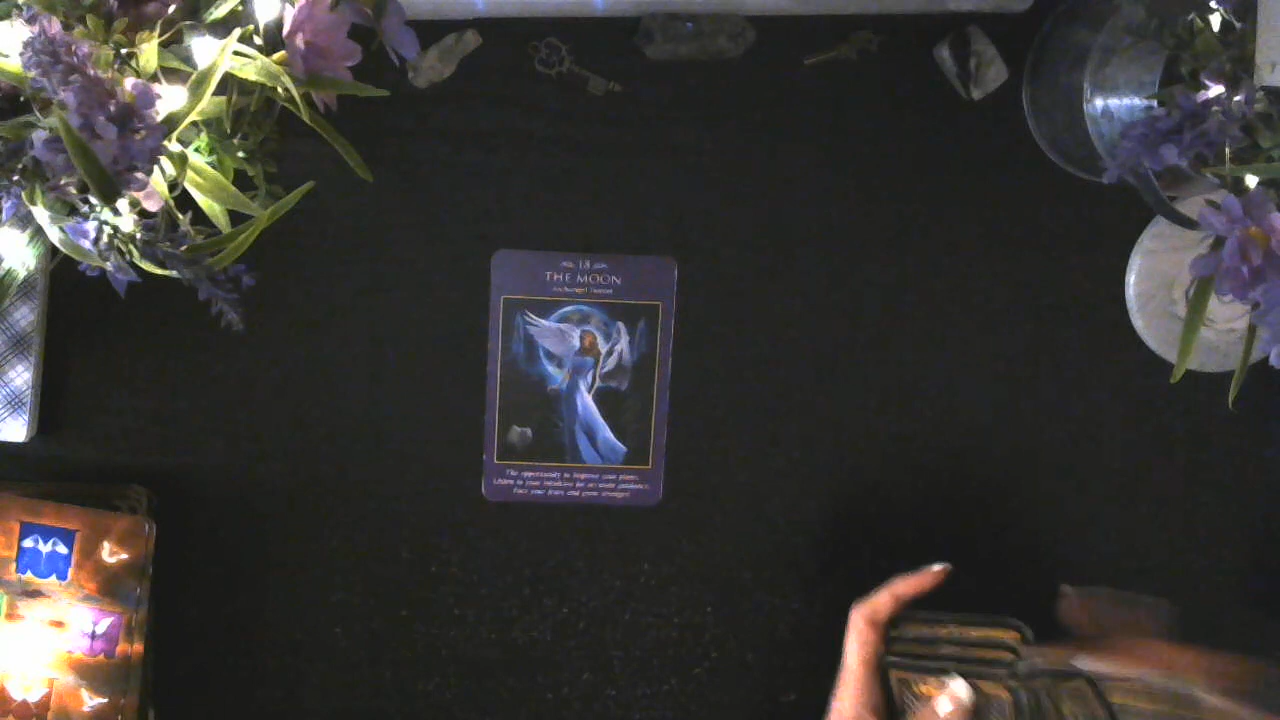 18
THE MOON
Archangel Haniel
The opportunity to improve your plans.
Listen to your intuition for accurate guidance.
Face your fears and grow stronger!